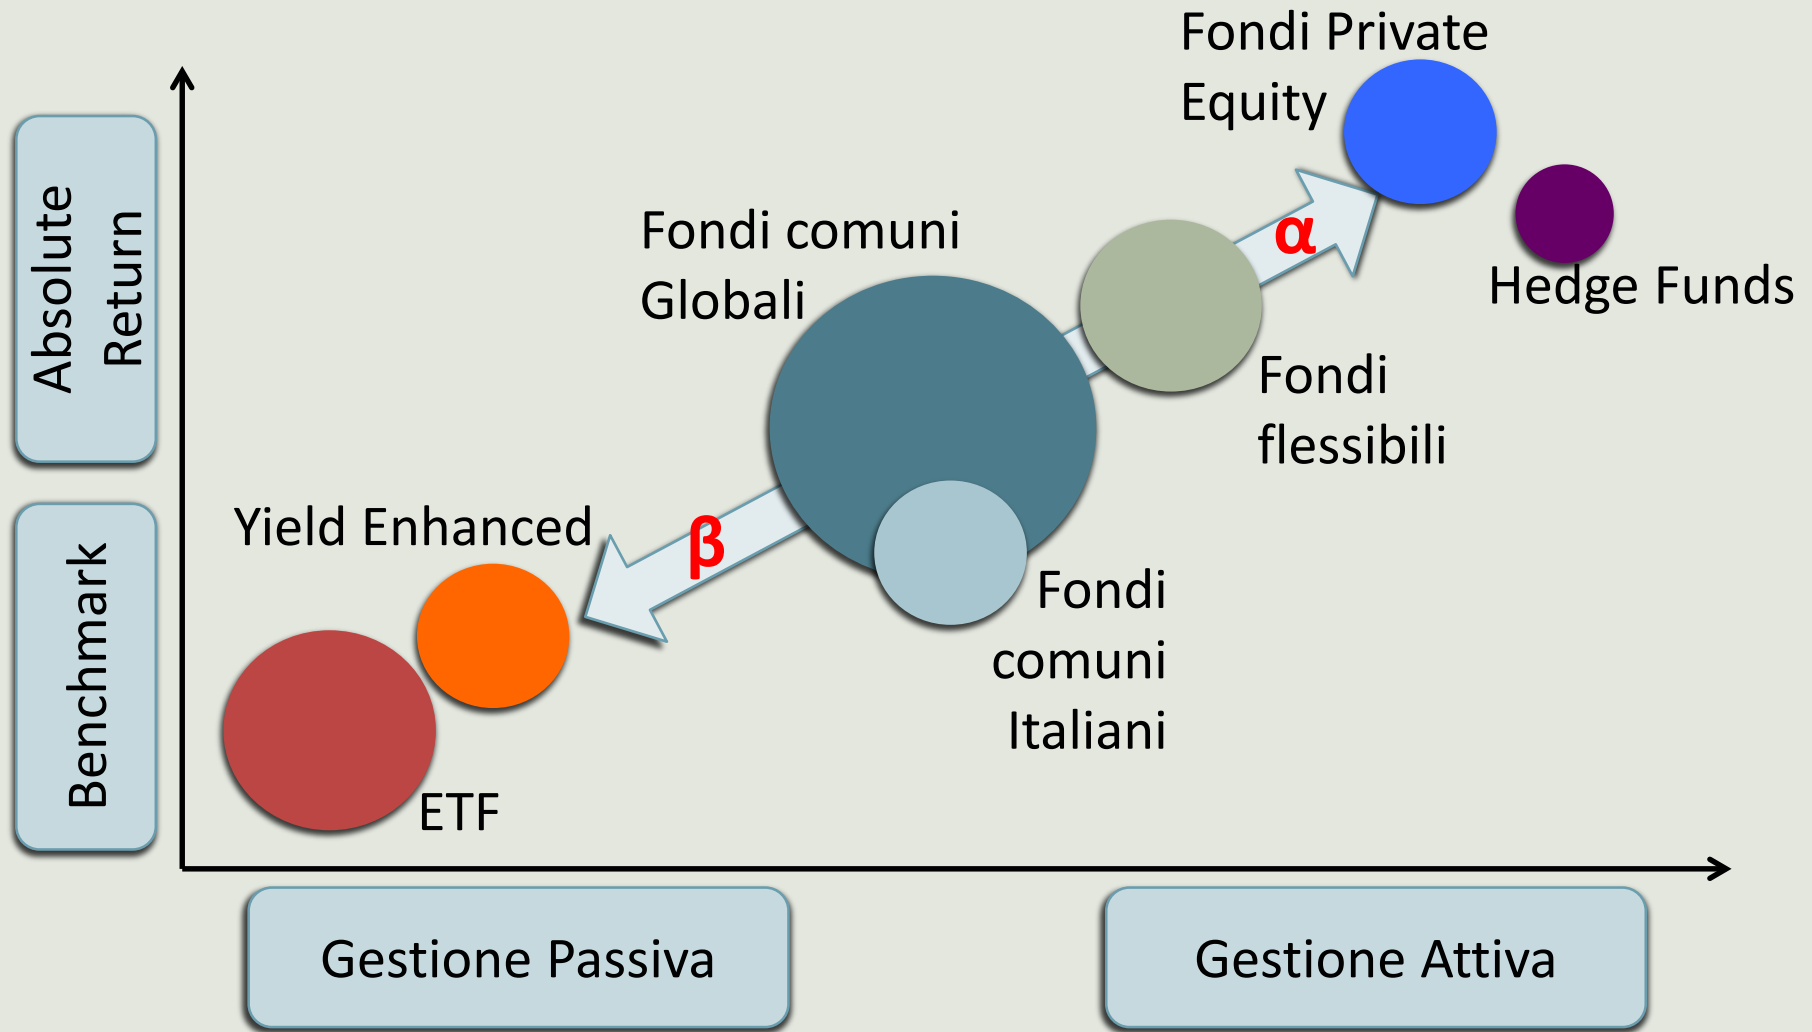 Fondi Private
Equity
Absolute
Return
Fondi comuni
Globali
α
Hedge Funds
Fondi
flessibili
Yield Enhanced
β
Benchmark
Fondi
comuni
Italiani
ETF
Gestione Passiva
Gestione Attiva